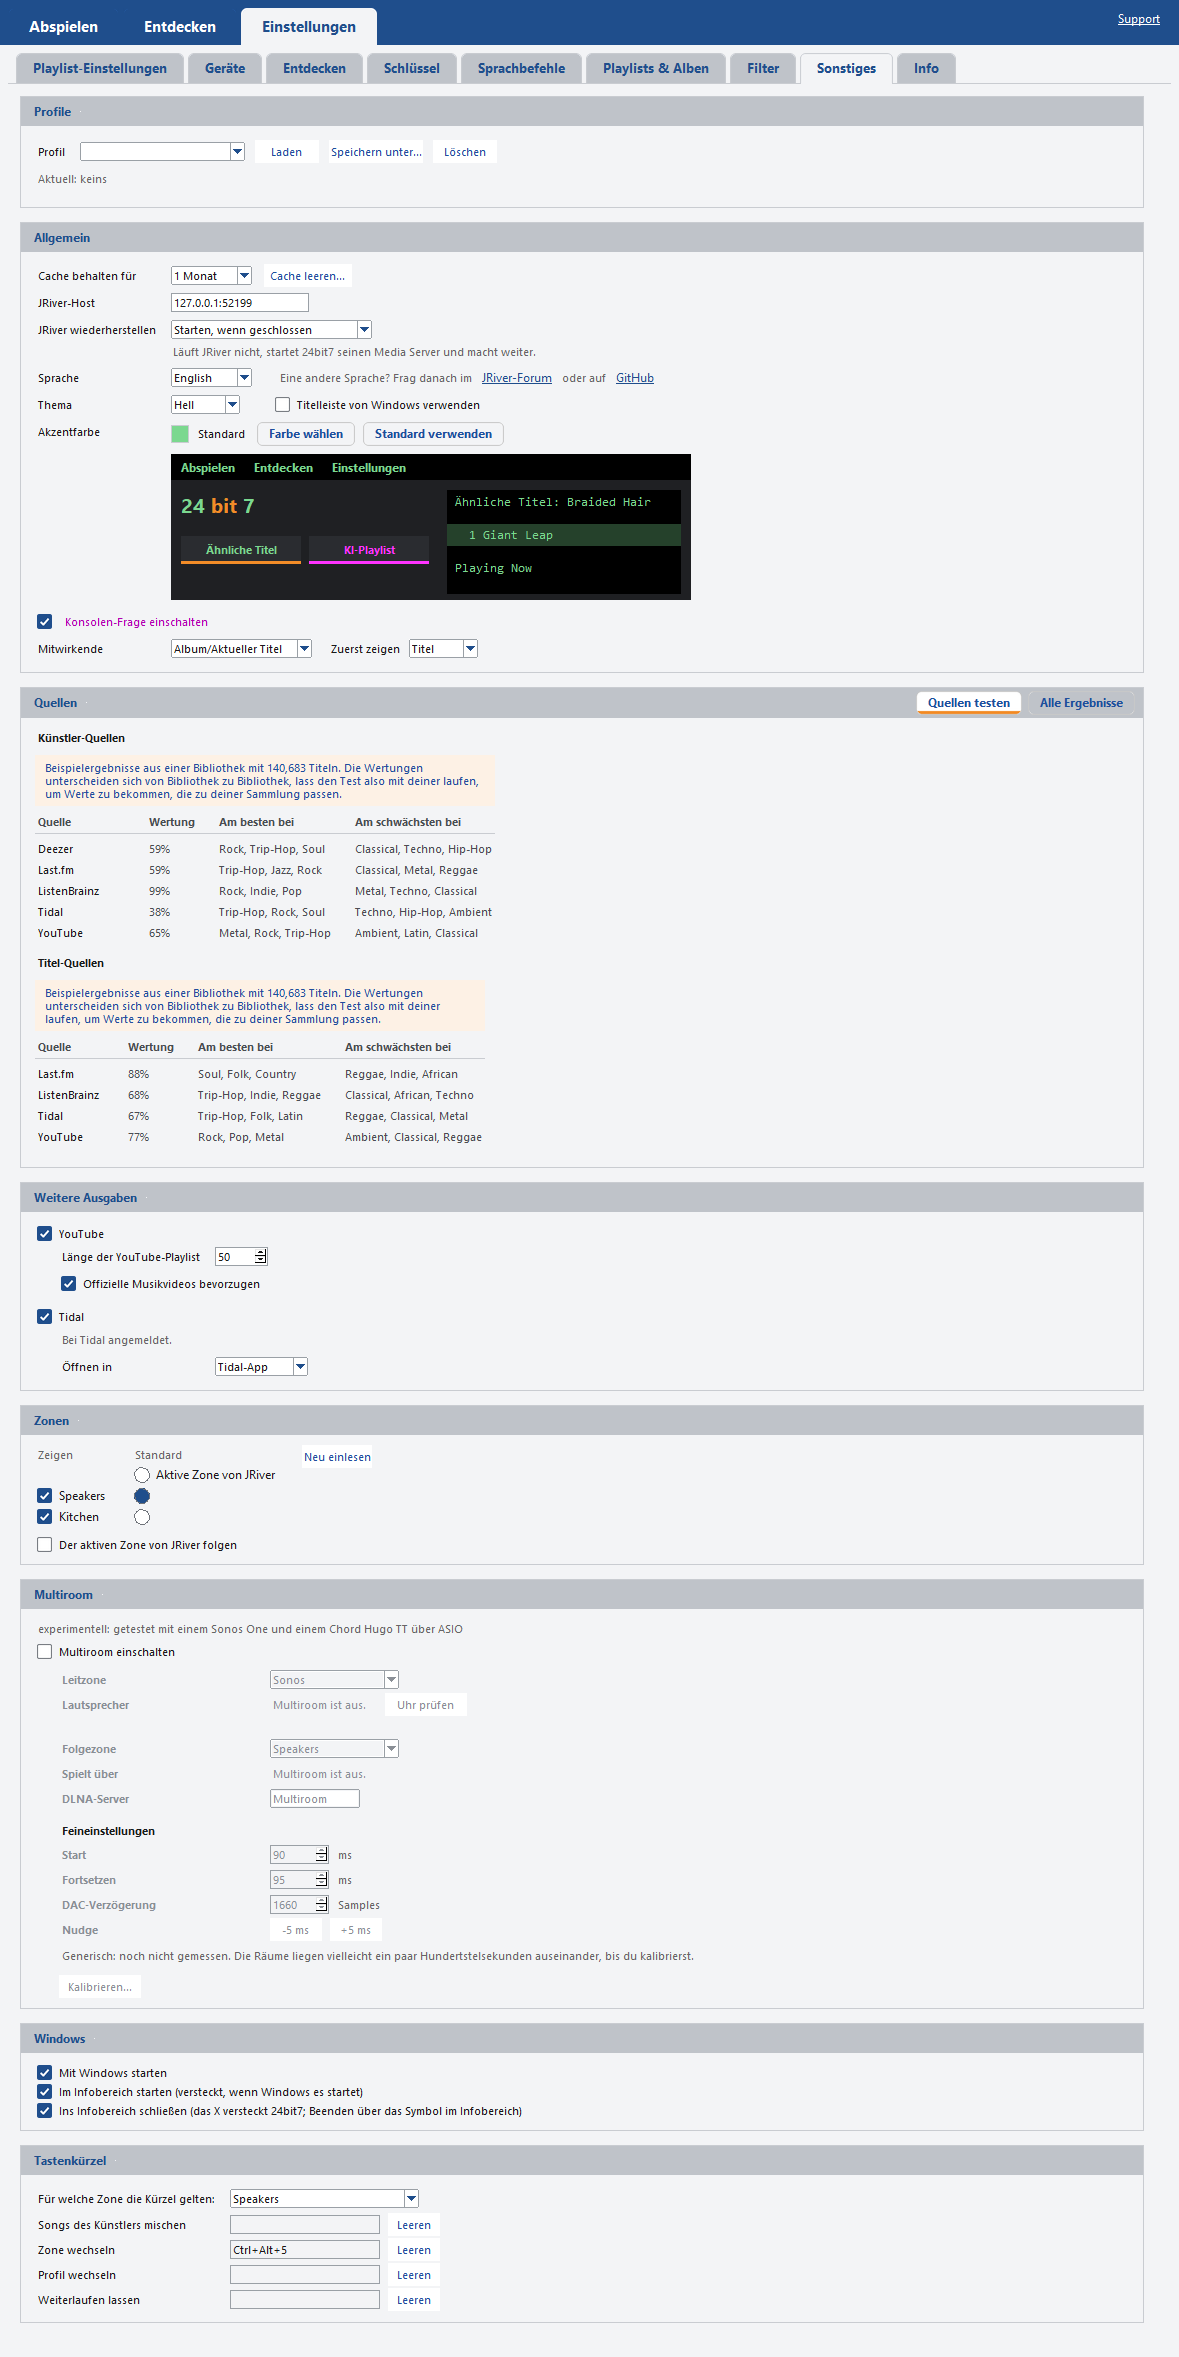 Abspielen Entdecken Einstellungen Support
Playlist-Einstellungen Geräte Entdecken Schlüssel Sprachbefehle Playlists & Alben Filter Sonstiges Info
Profile
Profil Laden Speichern unter... Löschen
Aktuell: keins
Allgemein
Cache behalten für 1 Monat Cache leeren...
JRiver-Host 127.0.0.1:52199
JRiver wiederherstellen Starten, wenn geschlossen
Läuft JRiver nicht, startet 24bit7 seinen Media Server und macht weiter.
Sprache English Eine andere Sprache? Frag danach im JRiver-Forum oder auf GitHub
Thema Hell Titelleiste von Windows verwenden
Akzentfarbe Standard Farbe wählen Standard verwenden
Abspielen Entdecken Einstellungen
24 bit 7
Ähnliche Titel KI-Playlist
Ähnliche Titel: Braided Hair
1 Giant Leap
Playing Now
Konsolen-Frage einschalten
Mitwirkende Album/Aktueller Titel Zuerst zeigen Titel
Quellen Quellen testen Alle Ergebnisse
Künstler-Quellen
Beispielergebnisse aus einer Bibliothek mit 140,683 Titeln. Die Wertungen
unterscheiden sich von Bibliothek zu Bibliothek, lass den Test also mit deiner laufen,
um Werte zu bekommen, die zu deiner Sammlung passen.
Quelle Wertung Am besten bei Am schwächsten bei
Deezer 59% Rock, Trip-Hop, Soul Classical, Techno, Hip-Hop
Last.fm 59% Trip-Hop, Jazz, Rock Classical, Metal, Reggae
ListenBrainz 99% Rock, Indie, Pop Metal, Techno, Classical
Tidal 38% Trip-Hop, Rock, Soul Techno, Hip-Hop, Ambient
YouTube 65% Metal, Rock, Trip-Hop Ambient, Latin, Classical
Titel-Quellen
Beispielergebnisse aus einer Bibliothek mit 140,683 Titeln. Die Wertungen
unterscheiden sich von Bibliothek zu Bibliothek, lass den Test also mit deiner
laufen, um Werte zu bekommen, die zu deiner Sammlung passen.
Quelle Wertung Am besten bei Am schwächsten bei
Last.fm 88% Soul, Folk, Country Reggae, Indie, African
ListenBrainz 68% Trip-Hop, Indie, Reggae Classical, African, Techno
Tidal 67% Trip-Hop, Folk, Latin Reggae, Classical, Metal
YouTube 77% Rock, Pop, Metal Ambient, Classical, Reggae
Weitere Ausgaben
YouTube
Länge der YouTube-Playlist 50
Offizielle Musikvideos bevorzugen
Tidal
Bei Tidal angemeldet.
Öffnen in Tidal-App
Zonen
Zeigen Standard Neu einlesen
Aktive Zone von JRiver
Speakers
Kitchen
Der aktiven Zone von JRiver folgen
Multiroom
experimentell: getestet mit einem Sonos One und einem Chord Hugo TT über ASIO
Multiroom einschalten
Leitzone Sonos
Lautsprecher Multiroom ist aus. Uhr prüfen
Folgezone Speakers
Spielt über Multiroom ist aus.
DLNA-Server Multiroom
Feineinstellungen
Start 90 ms
Fortsetzen 95 ms
DAC-Verzögerung 1660 Samples
Nudge -5 ms +5 ms
Generisch: noch nicht gemessen. Die Räume liegen vielleicht ein paar Hundertstelsekunden auseinander, bis du kalibrierst.
Kalibrieren...
Windows
Mit Windows starten
Im Infobereich starten (versteckt, wenn Windows es startet)
Ins Infobereich schließen (das X versteckt 24bit7; Beenden über das Symbol im Infobereich)
Tastenkürzel
Für welche Zone die Kürzel gelten: Speakers
Songs des Künstlers mischen Leeren
Zone wechseln Ctrl+Alt+5 Leeren
Profil wechseln Leeren
Weiterlaufen lassen Leeren